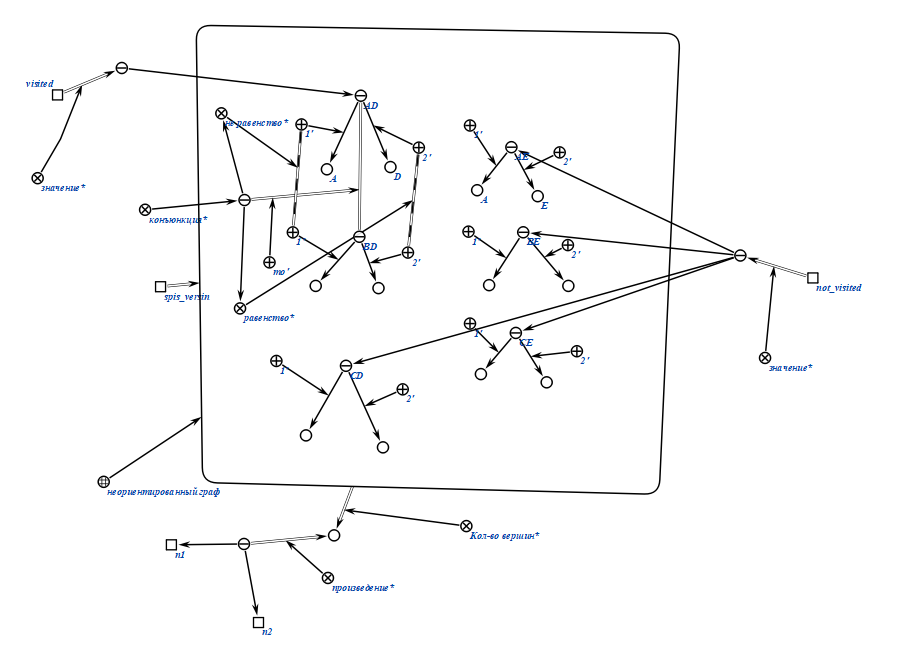 visited
AD
не равенство*
1'
2'
1'
AE
2'
A
D
значение*
A
E
конъюнкция*
1'
BD
2'
1'
BE
2'
то'
spis_versin
not_visited
равенство*
1'
CE
2'
значение*
1'
CD
2'
неориентированный граф
Кол-во вершин*
n1
произведение*
n2